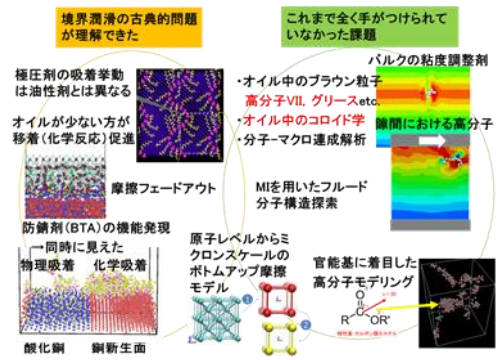 境界潤滑の古典的問題
が理解できた
これまで全く手がつけられて
いなかった課題
極圧剤の吸着挙動
は油性剤とは異なる
オイルが少ない方が
移着(化学反応)促進
摩擦フェードアウト
防錆剤(BTA)の機能発現
→同時に見えた
物理吸着 化学吸着
酸化銅 銅新生面
原子レベルからミ
クロンスケールの
ボトムアップ摩擦
モデル
1
2
・オイル中のブラウン粒子
高分子VII, グリースetc.
・オイル中のコロイド学
・分子-マクロ連成解析
MIを用いたフルード
分子構造探索
バルクの粘度調整剤
隙間における高分子
官能基に着目した
高分子モデリング
O
R C OR'